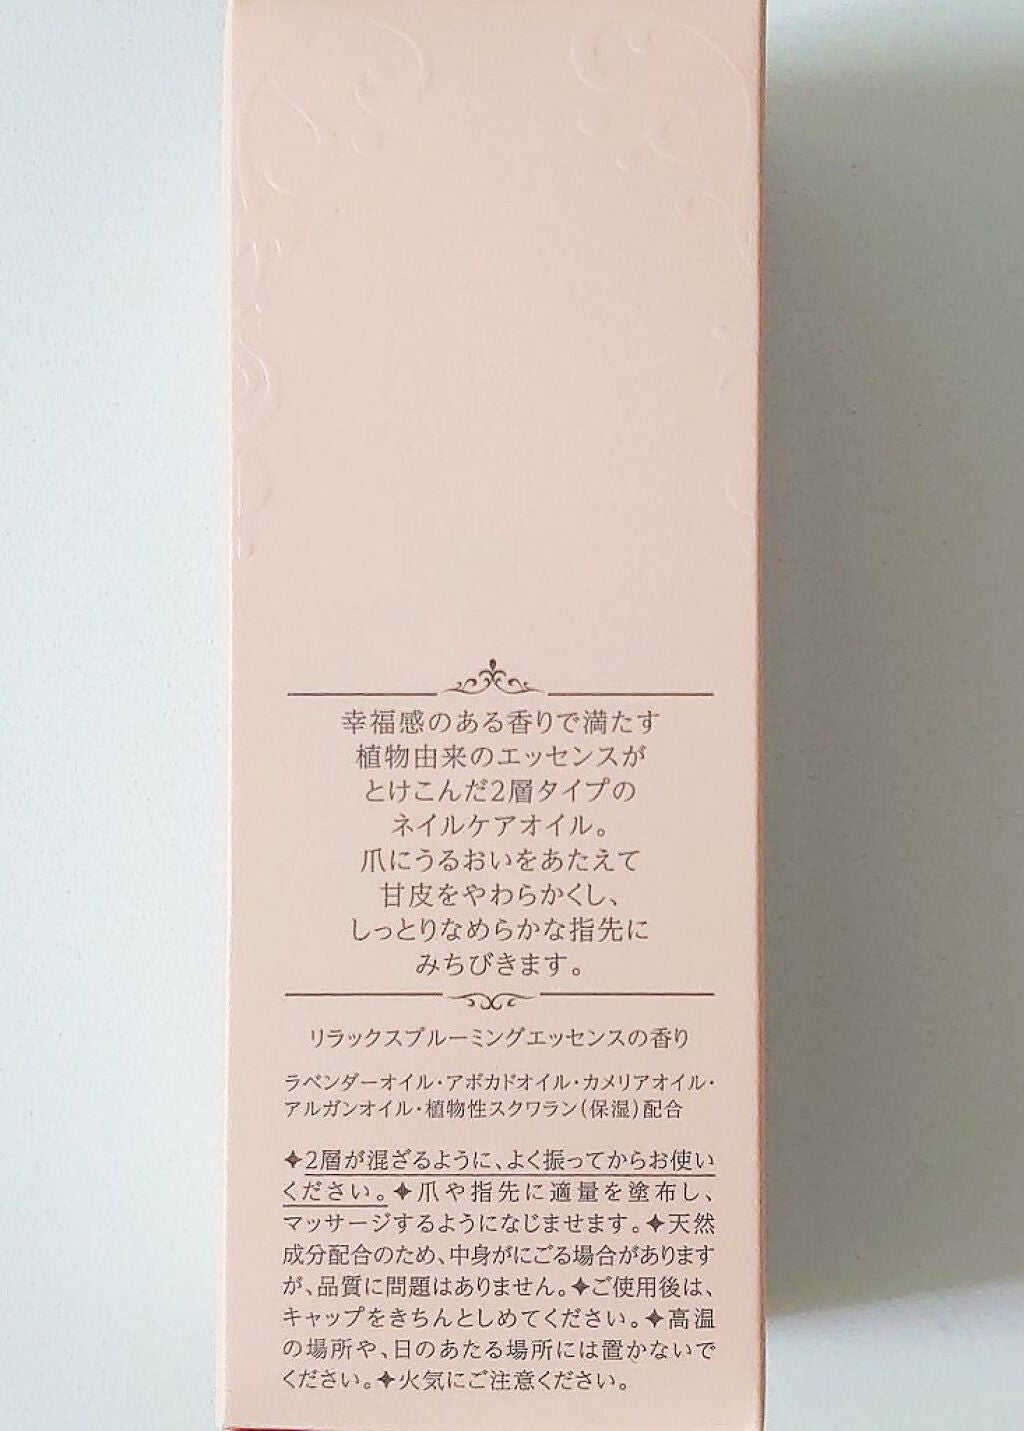 幸福感のある香りで満たす
植物由来のエッセンスが
とけこんだ2層タイプの
ネイルケアオイル。
爪にうるおいをあたえて
甘皮をやわらかくし、
しっとりなめらかな指先に
みちびきます。
リラックスブルーミングエッセンスの香り
ラベンダーオイル・アボカドオイル・カメリアオイル・
アルガンオイル・植物性スクワラン(保湿)配合
✦2層が混ざるように、よく振ってからお使い
ください。✦爪や指先に適量を塗布し、
マッサージするようになじませます。✦天然
成分配合のため、中身がにごる場合があります
が、品質に問題はありません。✦ご使用後は、
キャップをきちんとしめてください。✦高温
の場所や、日のあたる場所には置かないで
ください。✦火気にご注意ください。